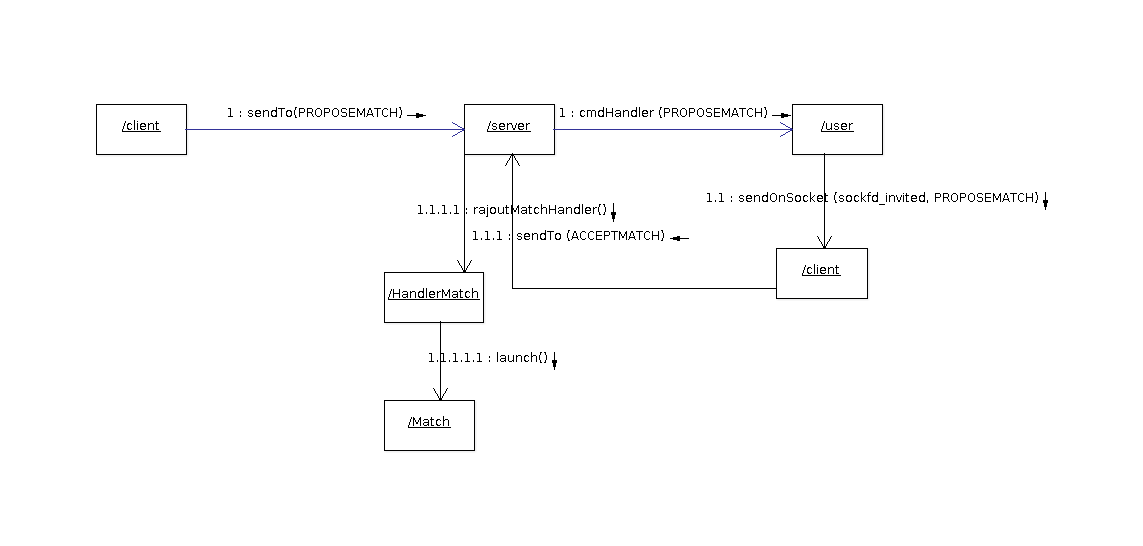 1 : sendTo(PROPOSEMATCH)
1 : cmdHandler (PROPOSEMATCH)
/client
/server
/user
1.1 : sendOnSocket (sockfd_invited, PROPOSEMATCH)
1.1.1.1 : rajoutMatchHandler()
1.1.1 : sendTo (ACCEPTMATCH)
/client
/HandlerMatch
1.1.1.1.1 : launch()
/Match